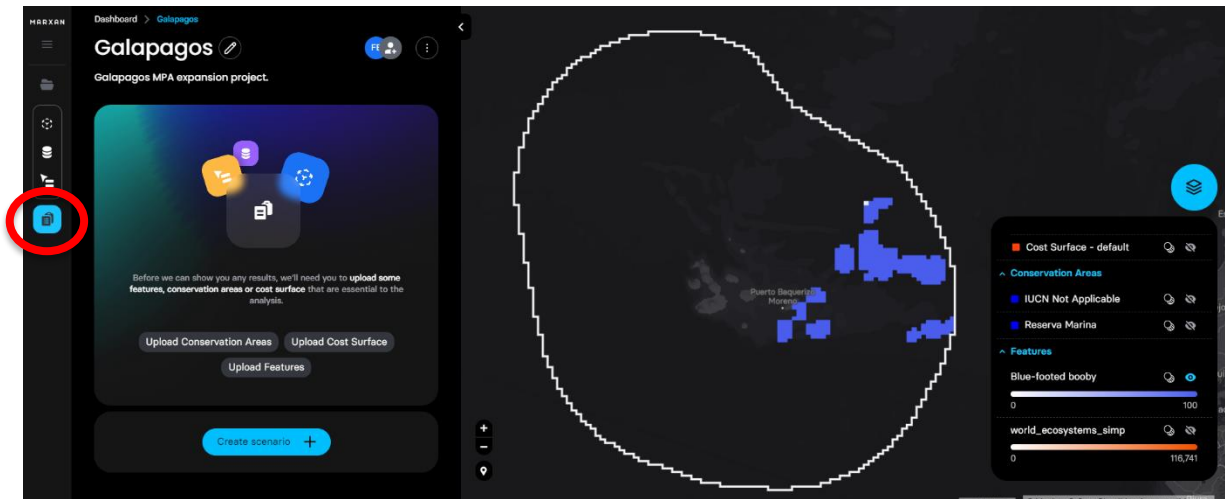 MARXAN
Dashboard > Galapagos
Galapagos
FE
Galapagos MPA expansion project.
Before we can show you any results, we'll need you to upload some
features, conservation areas or cost surface that are essential to the
analysis.
Upload Conservation Areas
Upload Cost Surface
Upload Features
Create scenario +
Puerto Baquerizo
Moreno
Cost Surface - default
Conservation Areas
IUCN Not Applicable
Reserva Marina
Features
Blue-footed booby
0 100
world_ecosystems_simp
0 116,741